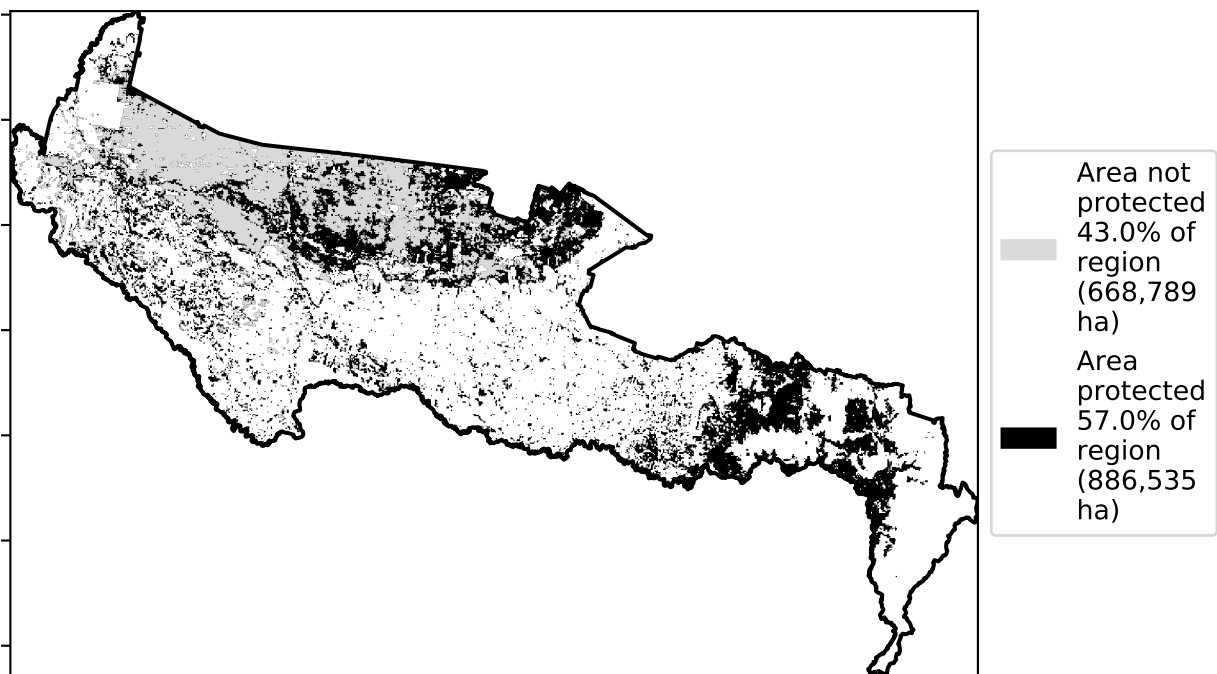 Area not
protected
43.0% of
region
(668,789
ha)
Area
protected
57.0% of
region
(886,535
ha)